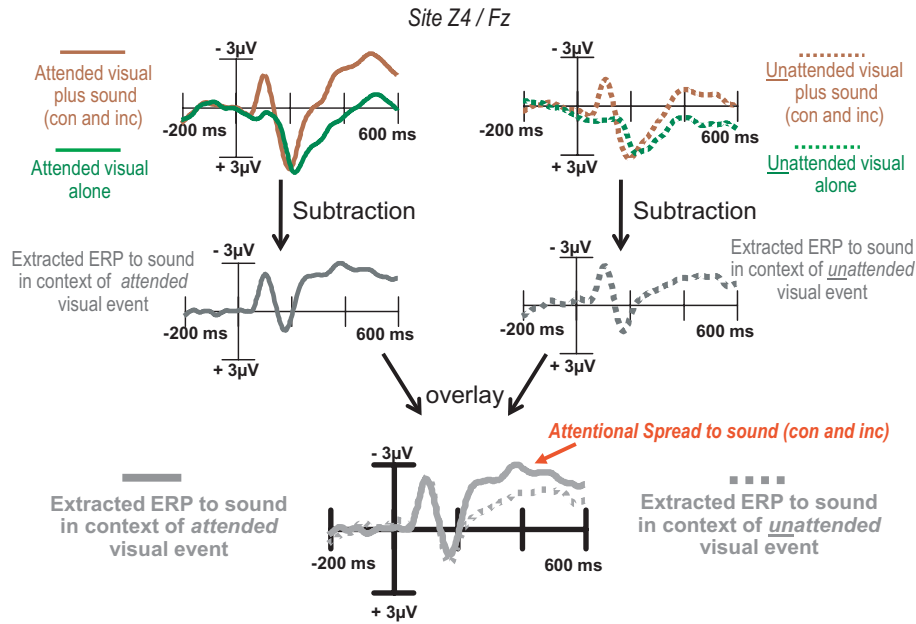 Site Z4 / Fz
- 3µV
Attended visual
plus sound
(con and inc)
-200 ms
600 ms
Attended visual
alone
+ 3µV
- 3µV
Unattended visual
plus sound
(con and inc)
-200 ms
600 ms
Unattended visual
alone
+ 3µV
Subtraction
Subtraction
Extracted ERP to sound
in context of attended
visual event
- 3µV
-200 ms
600 ms
+ 3µV
- 3µV
Extracted ERP to sound
in context of unattended
visual event
-200 ms
600 ms
+ 3µV
overlay
Attentional Spread to sound (con and inc)
- 3µV
Extracted ERP to sound
in context of attended
visual event
-200 ms
600 ms
+ 3µV
Extracted ERP to sound
in context of unattended
visual event